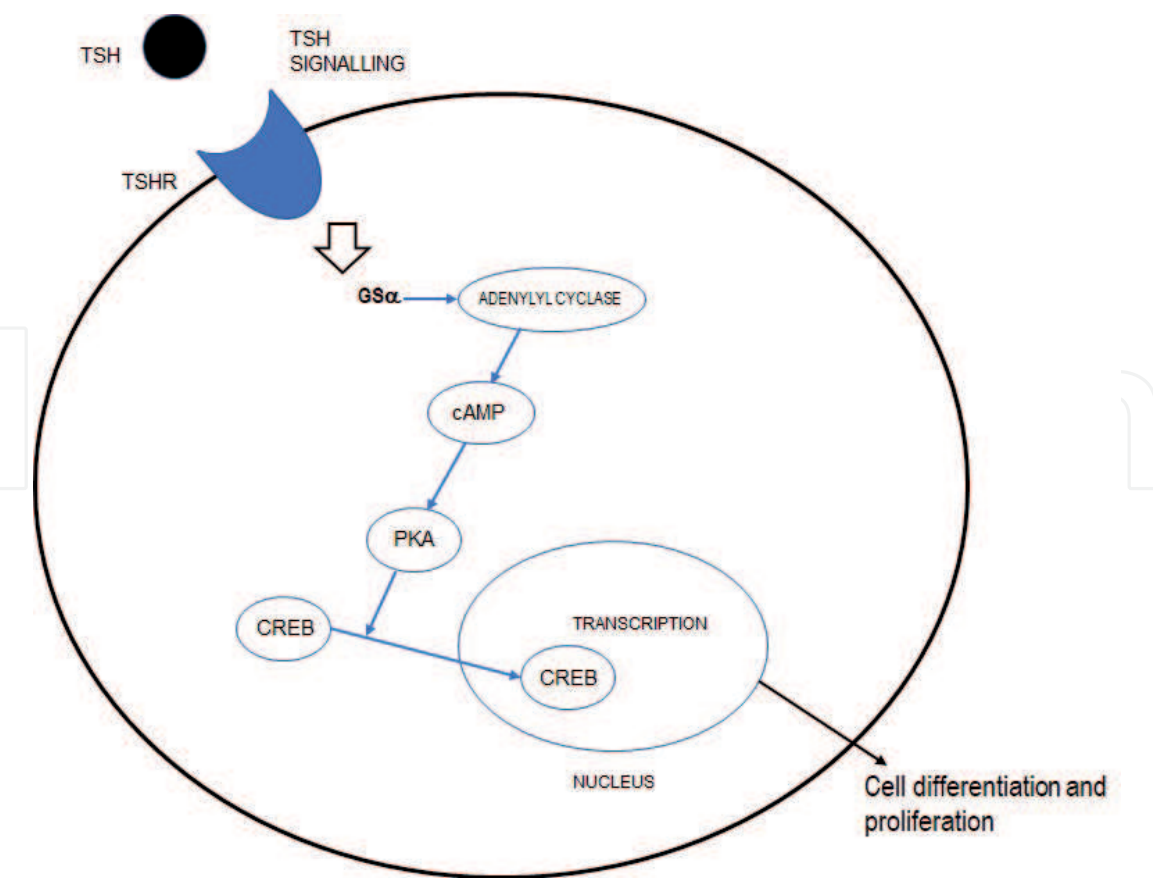 TSH
TSH
SIGNALLING
TSHR
GSα
ADENYLYL CYCLASE
cAMP
PKA
CREB
TRANSCRIPTION
CREB
NUCLEUS
Cell differentiation and
proliferation